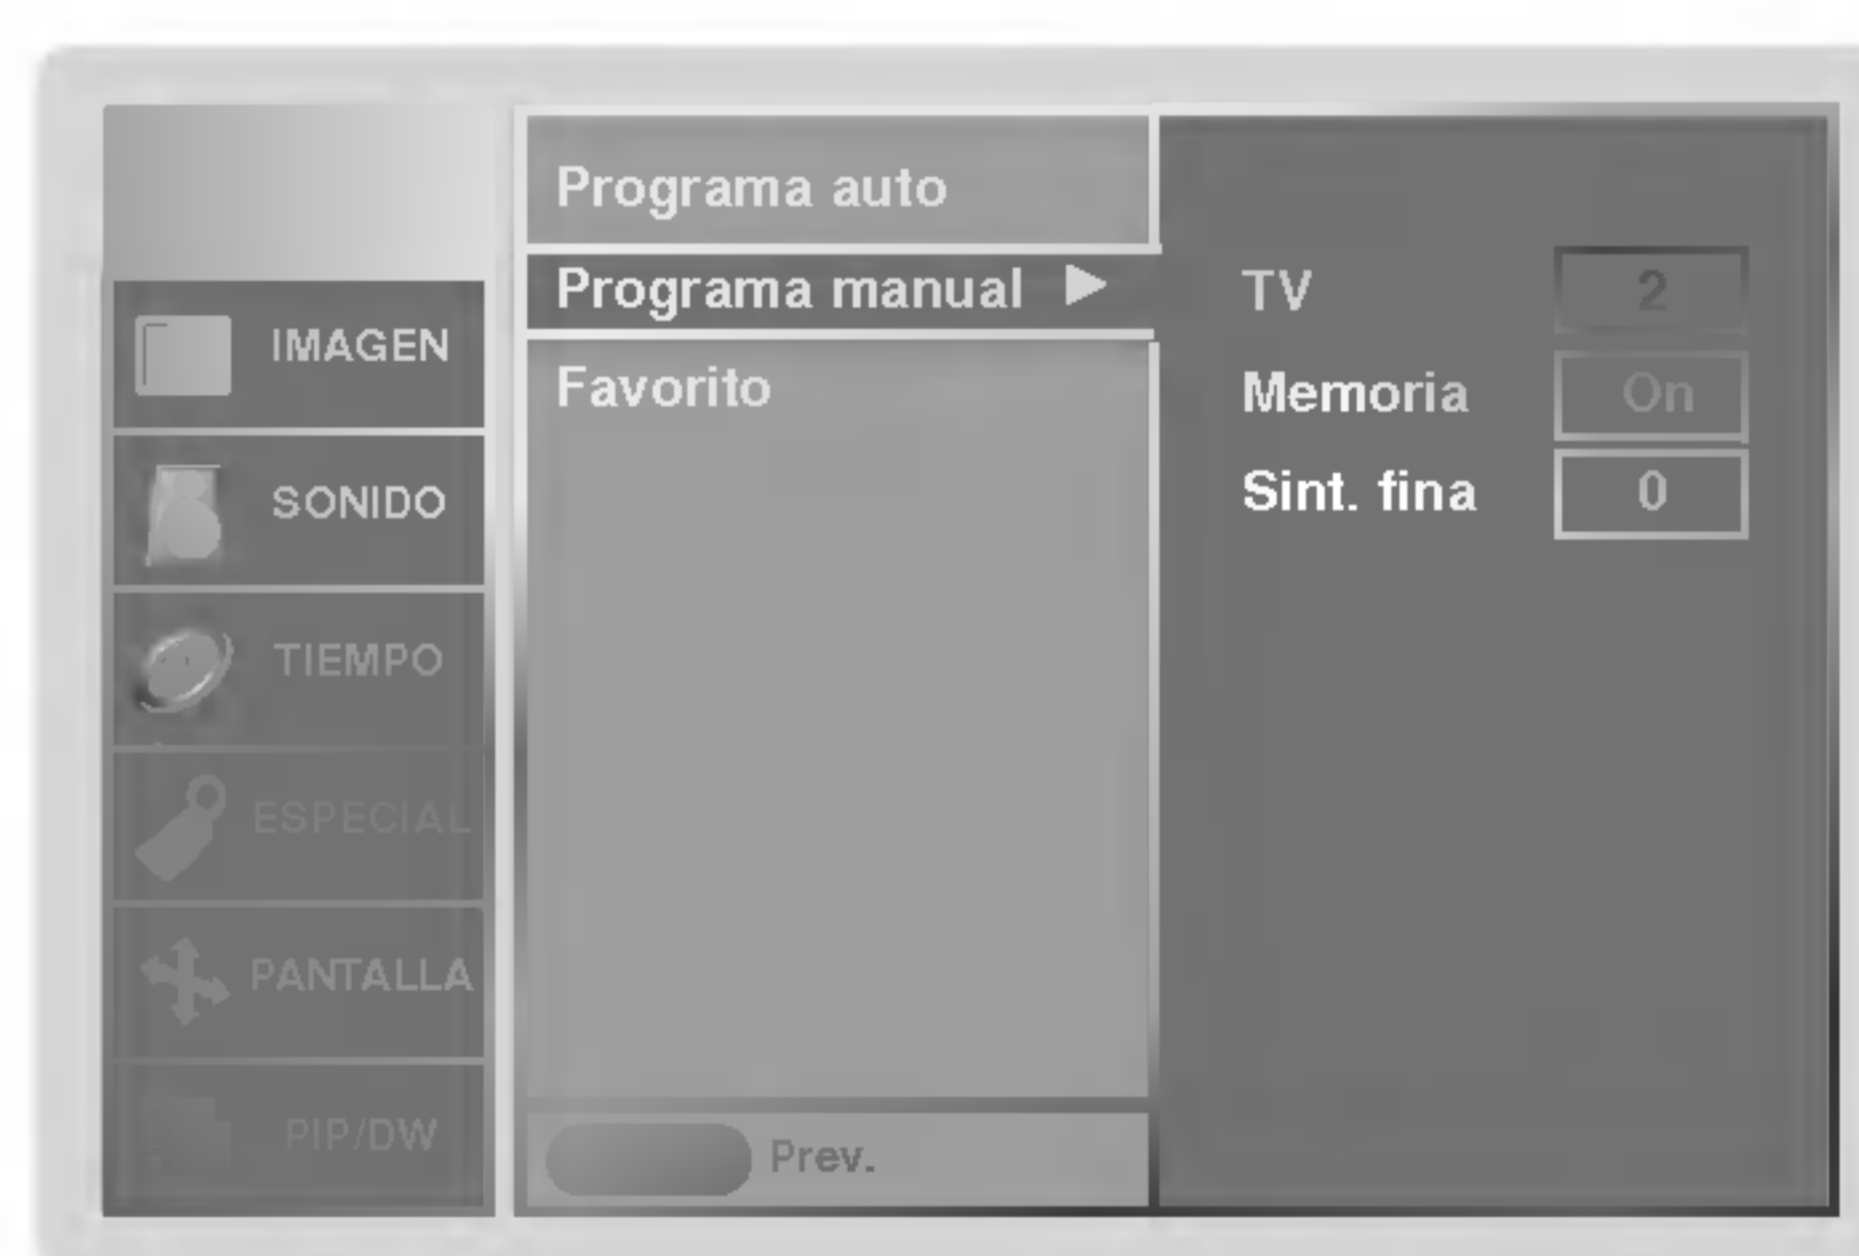 IMAGEN
SONIDO
TIEMPO
ESPECIAL
PANTALLA
PIP/DW
Programa auto
Programa manual
Favorito
Prev.
TV 2
Memoria On
Sint. fina 0